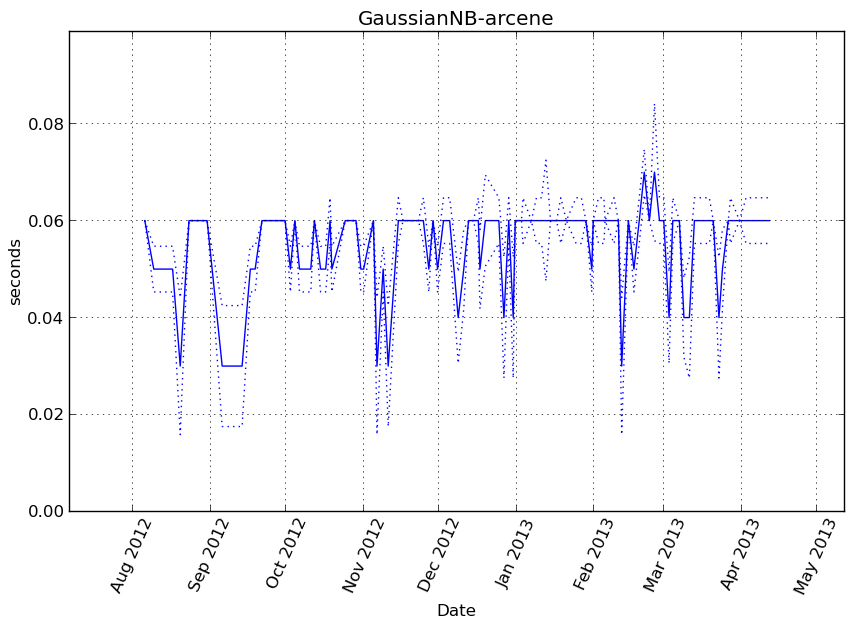 GaussianNB-arcene
seconds
0.08
0.06
0.04
0.02
0.00
Aug 2012
Sep 2012
Oct 2012
Nov 2012
Dec 2012
Jan 2013
Feb 2013
Mar 2013
Apr 2013
May 2013
Date